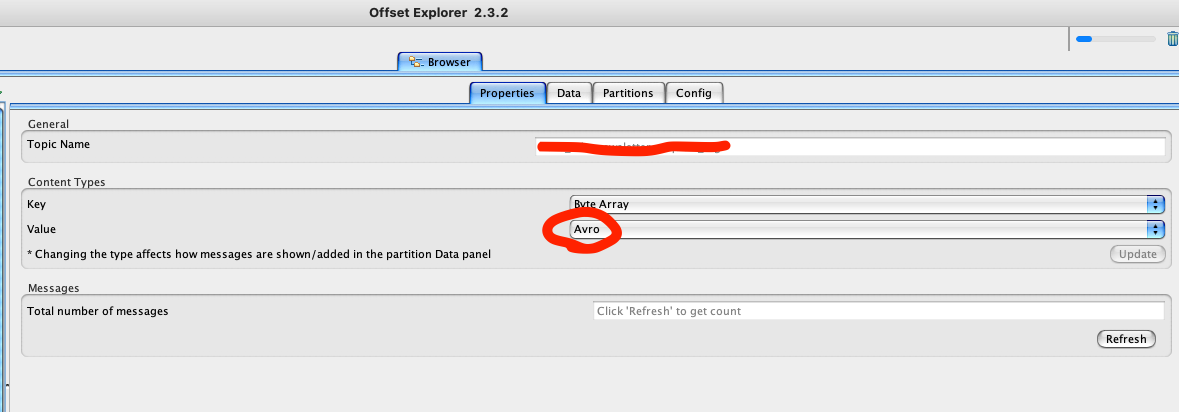 Offset Explorer 2.3.2
Browser
Properties Data Partitions Config
General
Topic Name
Content Types
Key Byte Array
Value Avro
* Changing the type affects how messages are shown/added in the partition Data panel Update
Messages
Total number of messages Click 'Refresh' to get count
Refresh